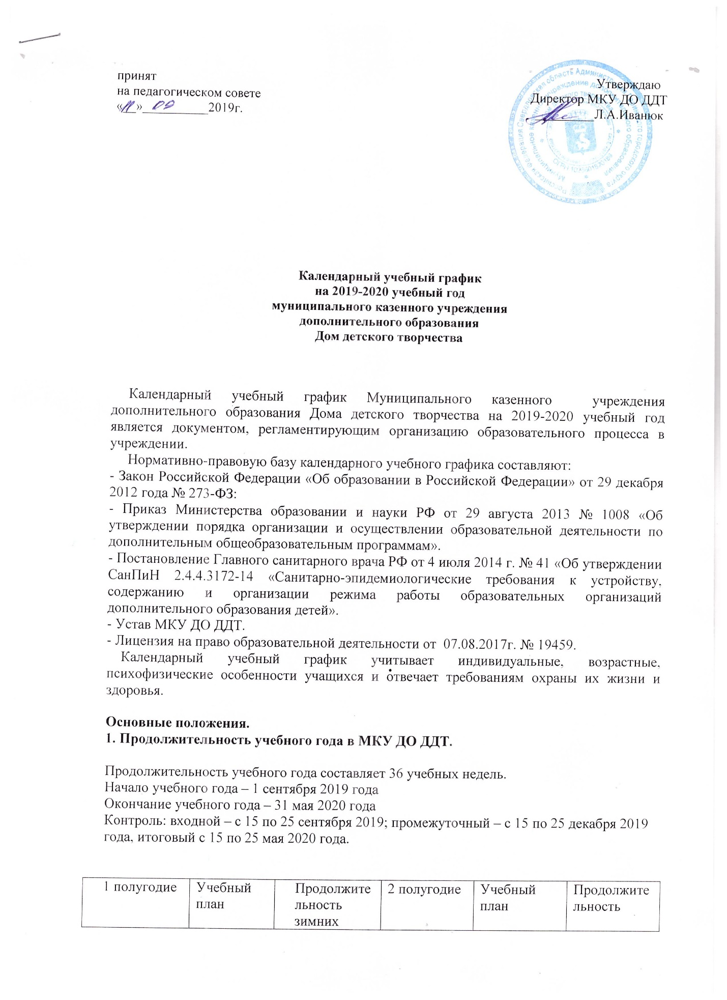 принят
на педагогическом совете
«11» 09 2019г.
Утверждаю
Директор МКУ ДО ДДТ
Л.А.Иванюк
Календарный учебный график
на 2019-2020 учебный год
муниципального казенного учреждения
дополнительного образования
Дом детского творчества
Календарный учебный график Муниципального казенного учреждения
дополнительного образования Дома детского творчества на 2019-2020 учебный год
является документом, регламентирующим организацию образовательного процесса в
учреждении.
Нормативно-правовую базу календарного учебного графика составляют:
- Закон Российской Федерации «Об образовании в Российской Федерации» от 29 декабря
2012 года № 273-ФЗ:
- Приказ Министерства образовании и науки РФ от 29 августа 2013 № 1008 «Об
утверждении порядка организации и осуществлении образовательной деятельности по
дополнительным общеобразовательным программам».
- Постановление Главного санитарного врача РФ от 4 июля 2014 г. № 41 «Об утверждении
СанПиН 2.4.4.3172-14 «Санитарно-эпидемиологические требования к устройству,
содержанию и организации режима работы образовательных организаций
дополнительного образования детей».
- Устав МКУ ДО ДДТ.
- Лицензия на право образовательной деятельности от 07.08.2017г. № 19459.
Календарный учебный график учитывает индивидуальные, возрастные,
психофизические особенности учащихся и отвечает требованиям охраны их жизни и
здоровья.
Основные положения.
1. Продолжительность учебного года в МКУ ДО ДДТ.
Продолжительность учебного года составляет 36 учебных недель.
Начало учебного года – 1 сентября 2019 года
Окончание учебного года – 31 мая 2020 года
Контроль: входной – с 15 по 25 сентября 2019; промежуточный – с 15 по 25 декабря 2019
года, итоговый с 15 по 25 мая 2020 года.
1 полугодие
Учебный
план
Продолжите
льность
зимних
2 полугодие
Учебный
план
Продолжите
льность